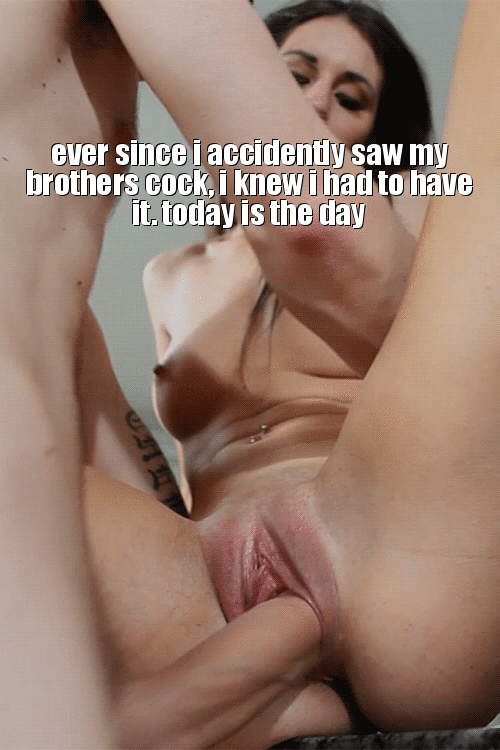 ever since i accidently saw my
brothers cock, i knew i had to have
it. today is the day